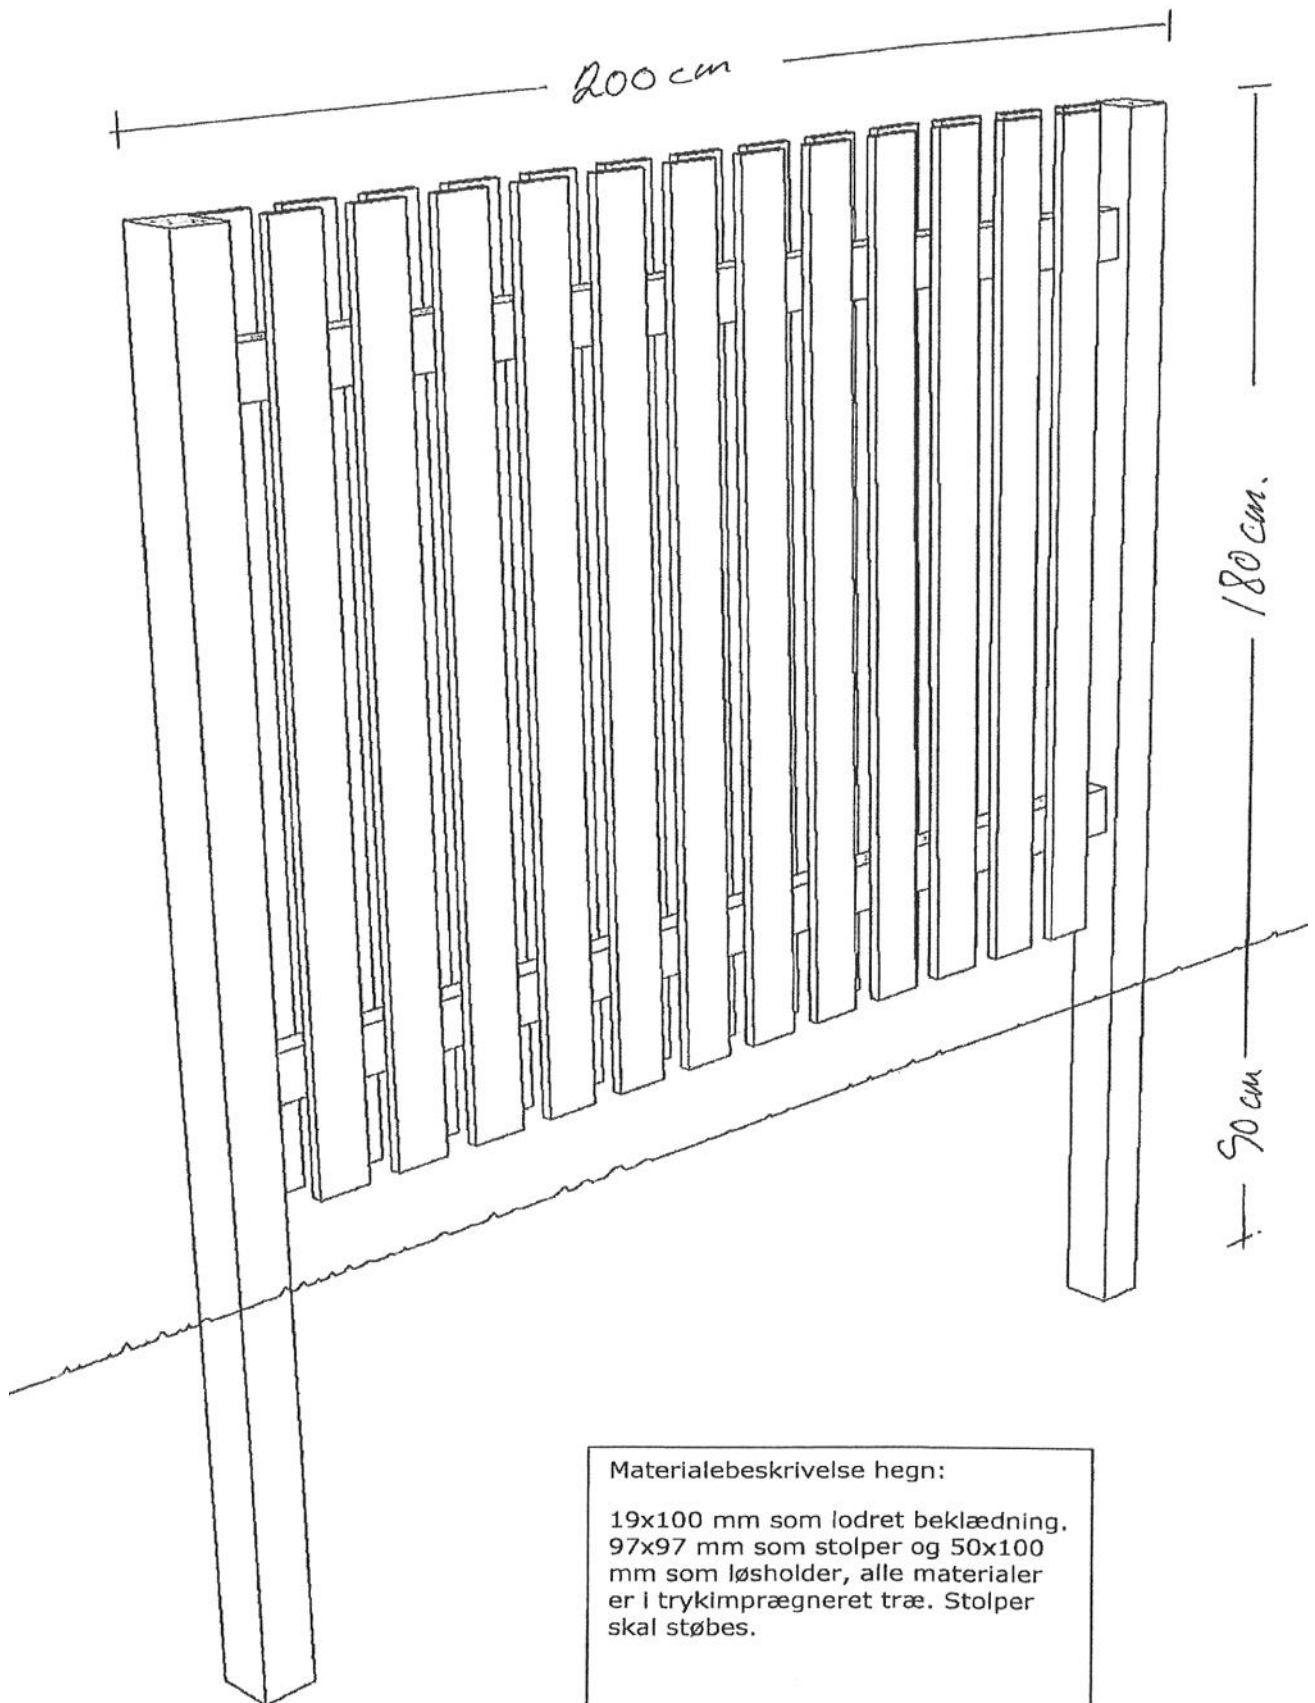 200 cm
180 cm.
90 cm
Materialebeskrivelse hegn:
19x100 mm som lodret beklædning.
97x97 mm som stolper og 50x100
mm som løsholder, alle materialer
er i trykimprægneret træ. Stolper
skal støbes.